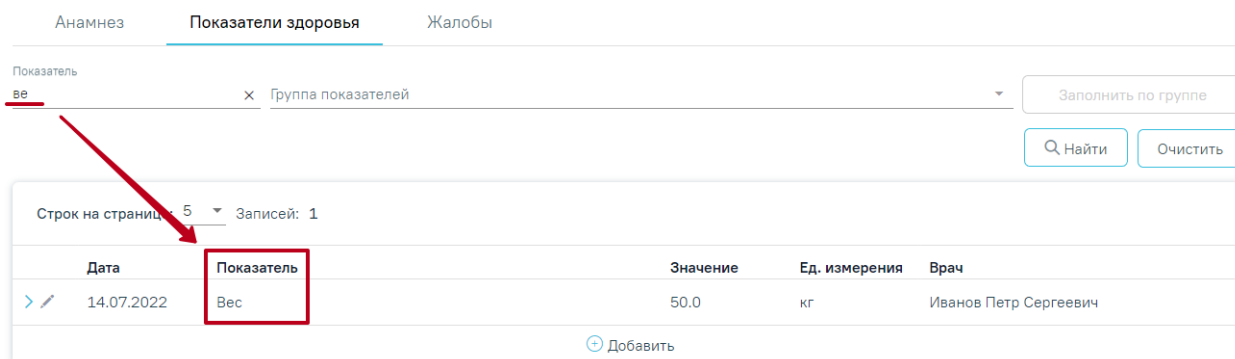 Анамнез Показатели здоровья Жалобы
Показатель
ве Группа показателей Заполнить по группе
Найти Очистить
Строк на странице: 5 Записей: 1
Дата Показатель Значение Ед. измерения Врач
14.07.2022 Вес 50.0 кг Иванов Петр Сергеевич
Добавить